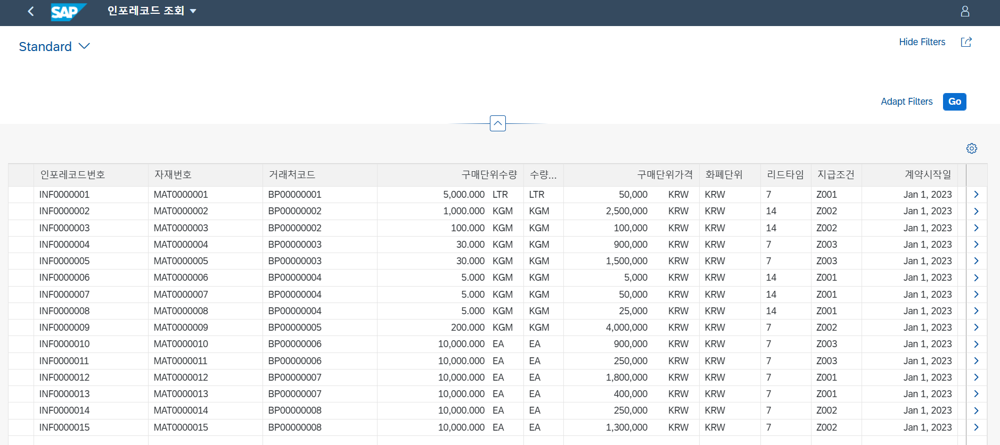 SAP 인포레코드 조회
Standard
Hide Filters
Adapt Filters Go
인포레코드번호 자재번호 거래처코드 구매단위수량 수량... 구매단위가격 화폐단위 리드타임 지급조건 계약시작일
INF0000001 MAT0000001 BP00000001 5,000.000 LTR LTR 50,000 KRW KRW 7 Z001 Jan 1, 2023
INF0000002 MAT0000002 BP00000002 1,000.000 KGM KGM 2,500,000 KRW KRW 14 Z002 Jan 1, 2023
INF0000003 MAT0000003 BP00000002 100.000 KGM KGM 100,000 KRW KRW 14 Z002 Jan 1, 2023
INF0000004 MAT0000004 BP00000003 30.000 KGM KGM 900,000 KRW KRW 7 Z003 Jan 1, 2023
INF0000005 MAT0000005 BP00000003 30.000 KGM KGM 1,500,000 KRW KRW 7 Z003 Jan 1, 2023
INF0000006 MAT0000006 BP00000004 5.000 KGM KGM 5,000 KRW KRW 14 Z001 Jan 1, 2023
INF0000007 MAT0000007 BP00000004 5.000 KGM KGM 50,000 KRW KRW 14 Z001 Jan 1, 2023
INF0000008 MAT0000008 BP00000004 5.000 KGM KGM 25,000 KRW KRW 14 Z001 Jan 1, 2023
INF0000009 MAT0000009 BP00000005 200.000 KGM KGM 4,000,000 KRW KRW 7 Z002 Jan 1, 2023
INF0000010 MAT0000010 BP00000006 10,000.000 EA EA 900,000 KRW KRW 7 Z003 Jan 1, 2023
INF0000011 MAT0000011 BP00000006 10,000.000 EA EA 250,000 KRW KRW 7 Z003 Jan 1, 2023
INF0000012 MAT0000012 BP00000007 10,000.000 EA EA 1,800,000 KRW KRW 7 Z001 Jan 1, 2023
INF0000013 MAT0000013 BP00000007 10,000.000 EA EA 400,000 KRW KRW 7 Z001 Jan 1, 2023
INF0000014 MAT0000014 BP00000008 10,000.000 EA EA 250,000 KRW KRW 7 Z002 Jan 1, 2023
INF0000015 MAT0000015 BP00000008 10,000.000 EA EA 1,300,000 KRW KRW 7 Z002 Jan 1, 2023